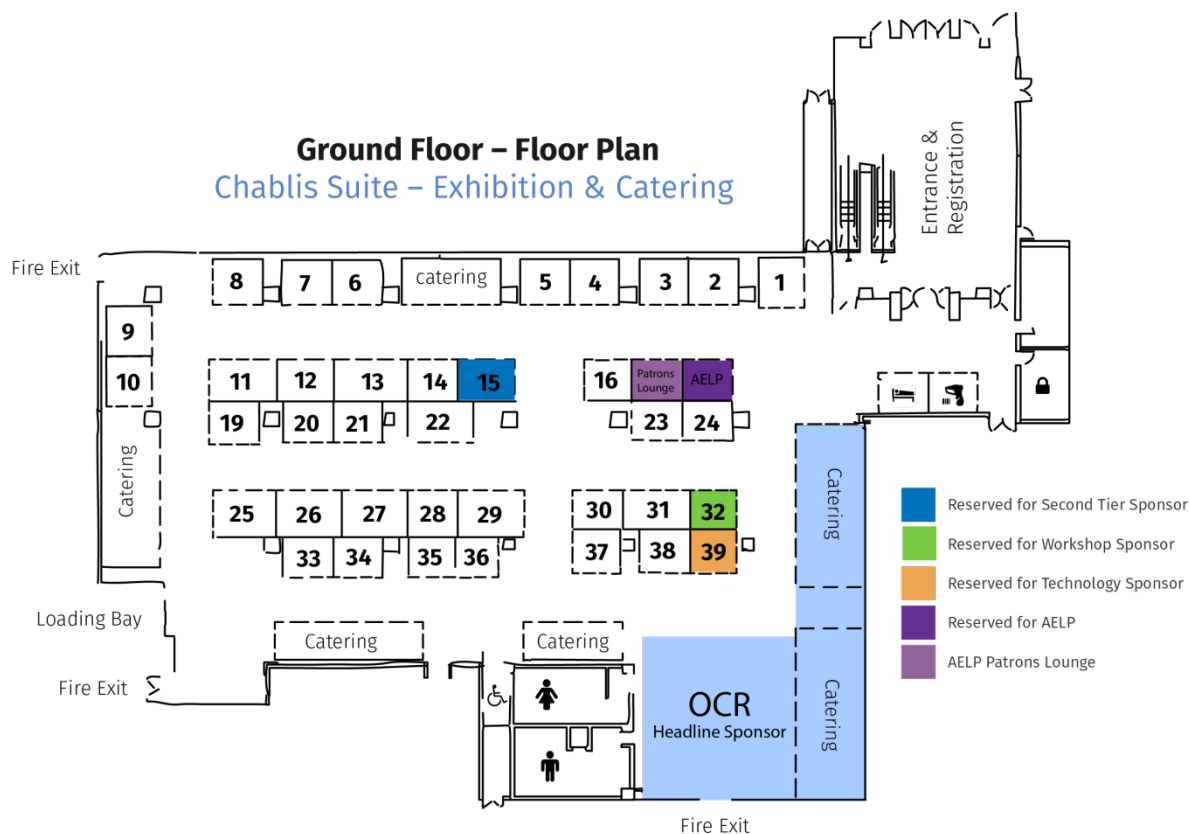 Ground Floor – Floor Plan
Chablis Suite – Exhibition & Catering
Entrance &
Registration
Fire Exit
8
7
6
catering
5
4
3
2
1
9
10
11
12
13
14
15
16
Patrons
Lounge
AELP
19
20
21
22
23
24
Catering
Catering
25
26
27
28
29
30
31
32
33
34
35
36
37
38
39
Reserved for Second Tier Sponsor
Reserved for Workshop Sponsor
Reserved for Technology Sponsor
Reserved for AELP
AELP Patrons Lounge
Loading Bay
Catering
Catering
Fire Exit
OCR
Headline Sponsor
Catering
Fire Exit